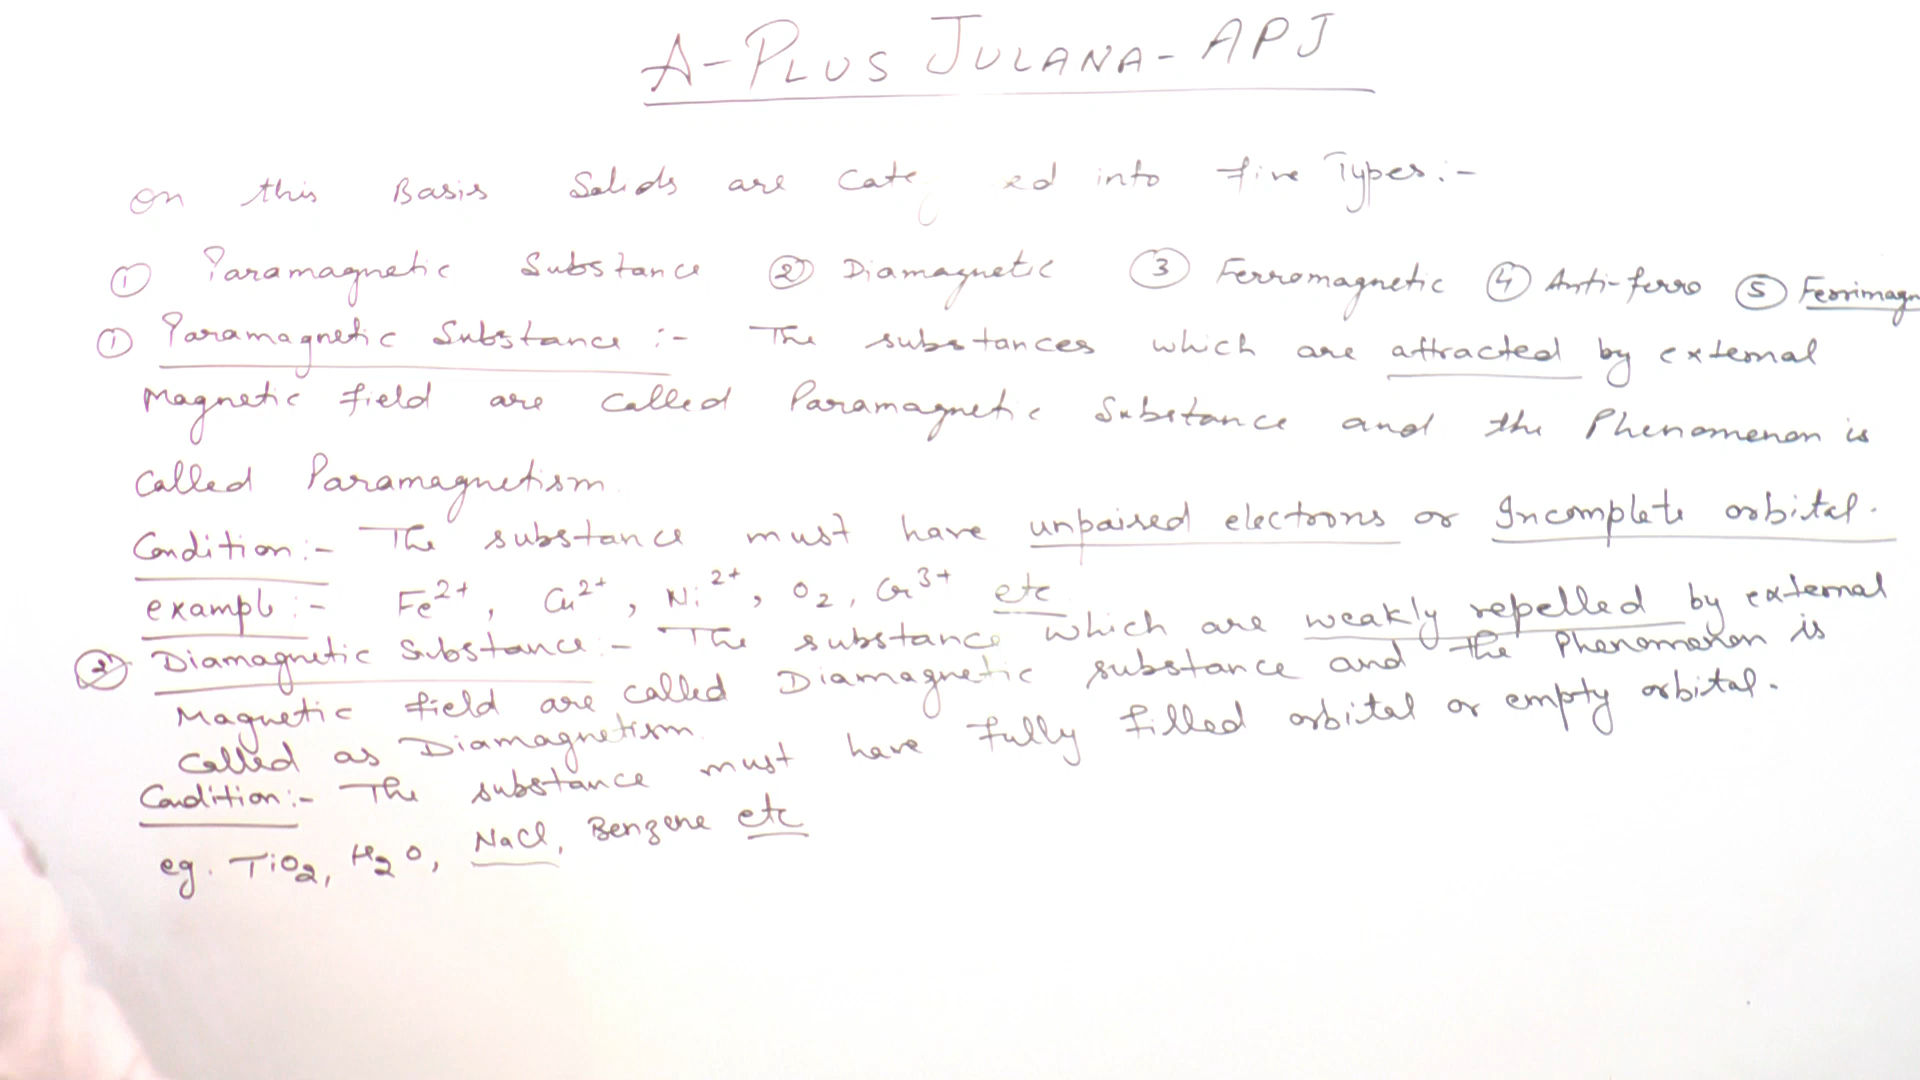 A-PLUS JULANA-APJ
on this Basis Solids are into five Types:-
① Paramagnetic Substance ② Diamagnetic ③ Ferromagnetic ④ Anti-ferro ⑤ Ferrimagn
① Paramagnetic Substance :- The substances which are attracted by external
Magnetic field are called Paramagnetic Substance and the Phenomenon is
called Paramagnetism.
Condition:- The substance must have unpaired electrons or Incomplete orbital.
example:- Fe²⁺, Cu²⁺, Ni²⁺, O₂, Cr³⁺ etc
② Diamagnetic Substance:- The substance which are weakly repelled by external
Magnetic field are called Diamagnetic substance and the Phenomenon is
called as Diamagnetism.
Condition:- The substance must have fully filled orbital or empty orbital.
eg. TiO₂, H₂O, NaCl, Benzene etc